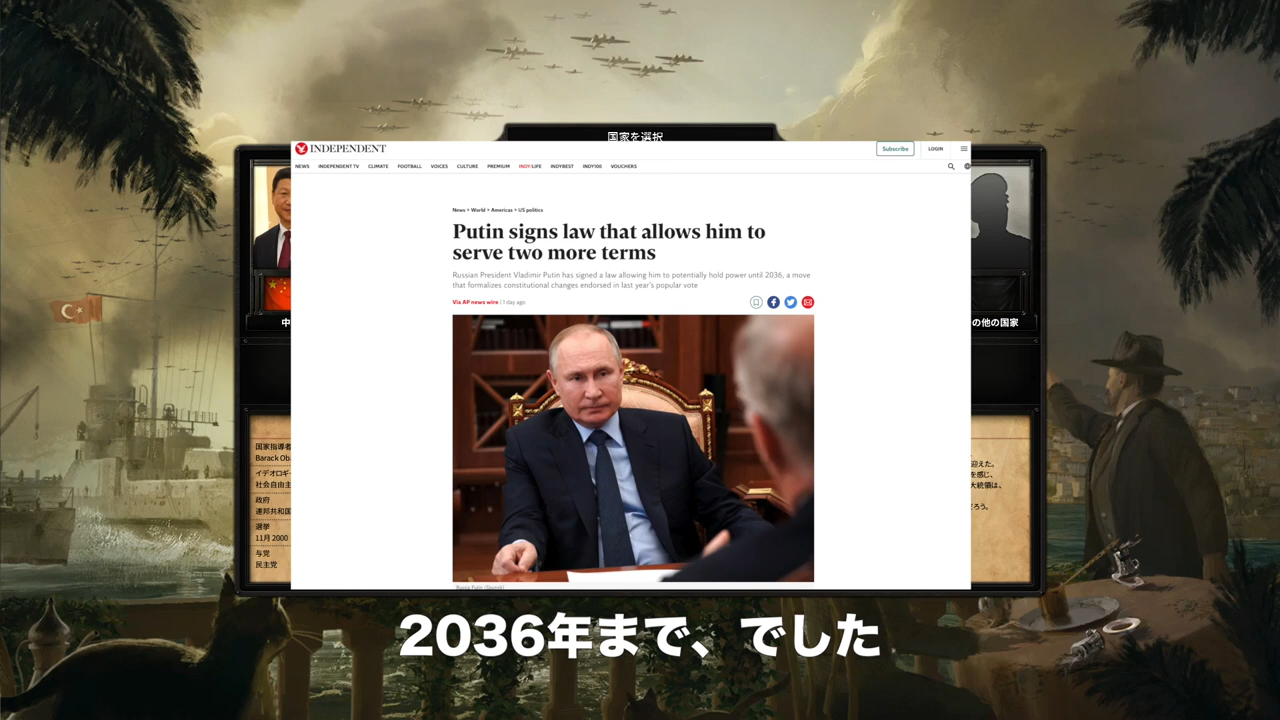 国家を選択
INDEPENDENT
Subscribe
LOGIN
NEWS INDEPENDENT TV CLIMATE FOOTBALL VOICES CULTURE PREMIUM INDY/LIFE INDYBEST INDY100 VOUCHERS
News > World > Americas > US politics
Putin signs law that allows him to
serve two more terms
Russian President Vladimir Putin has signed a law allowing him to potentially hold power until 2036, a move
that formalizes constitutional changes endorsed in last year's popular vote
Via AP news wire | 1 day ago
中
の他の国家
国家指導者
Barack Ob
イデオロギ
社会自由主
政府
連邦共和国
選挙
11月 2000
与党
民主党
迎えた。
を感じ、
大統領は、
だろう。
Russia Putin (Sputnik)
2036年まで、でした